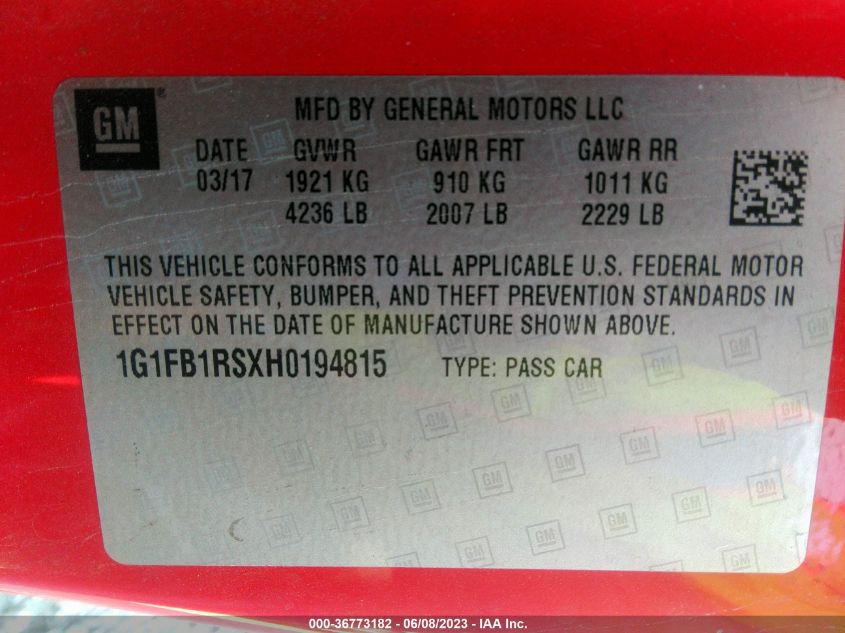 GM
MFD BY GENERAL MOTORS LLC
DATE GVWR GAWR FRT GAWR RR
03/17 1921 KG 910 KG 1011 KG
4236 LB 2007 LB 2229 LB
THIS VEHICLE CONFORMS TO ALL APPLICABLE U.S. FEDERAL MOTOR
VEHICLE SAFETY, BUMPER, AND THEFT PREVENTION STANDARDS IN
EFFECT ON THE DATE OF MANUFACTURE SHOWN ABOVE.
1G1FB1RSXH0194815 TYPE: PASS CAR
000-36773182 - 06/08/2023 - IAA Inc.